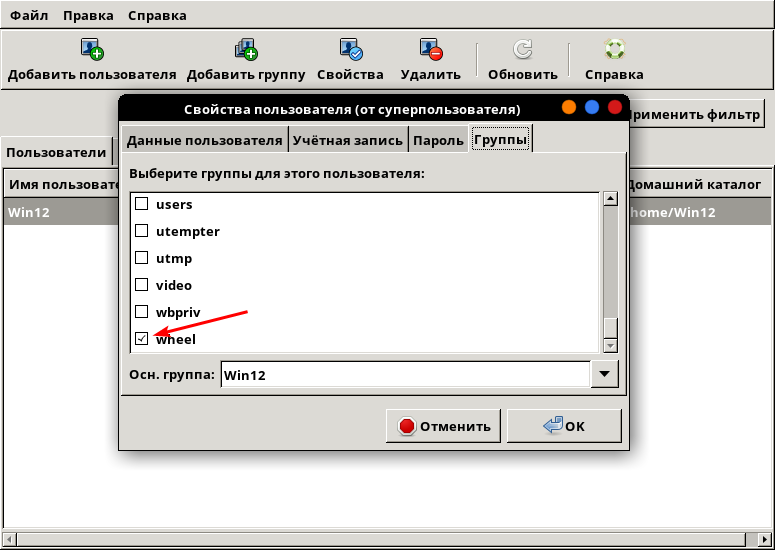 Файл Правка Справка
Добавить пользователя Добавить группу Свойства Удалить Обновить Справка
Свойства пользователя (от суперпользователя)
Применить фильтр
Данные пользователя Учётная запись Пароль Группы
Пользователи
Выберите группы для этого пользователя:
Имя пользовате Домашний каталог
users
Win12 home/Win12
utempter
utmp
video
wbpriv
wheel
Осн. группа: Win12
Отменить OK